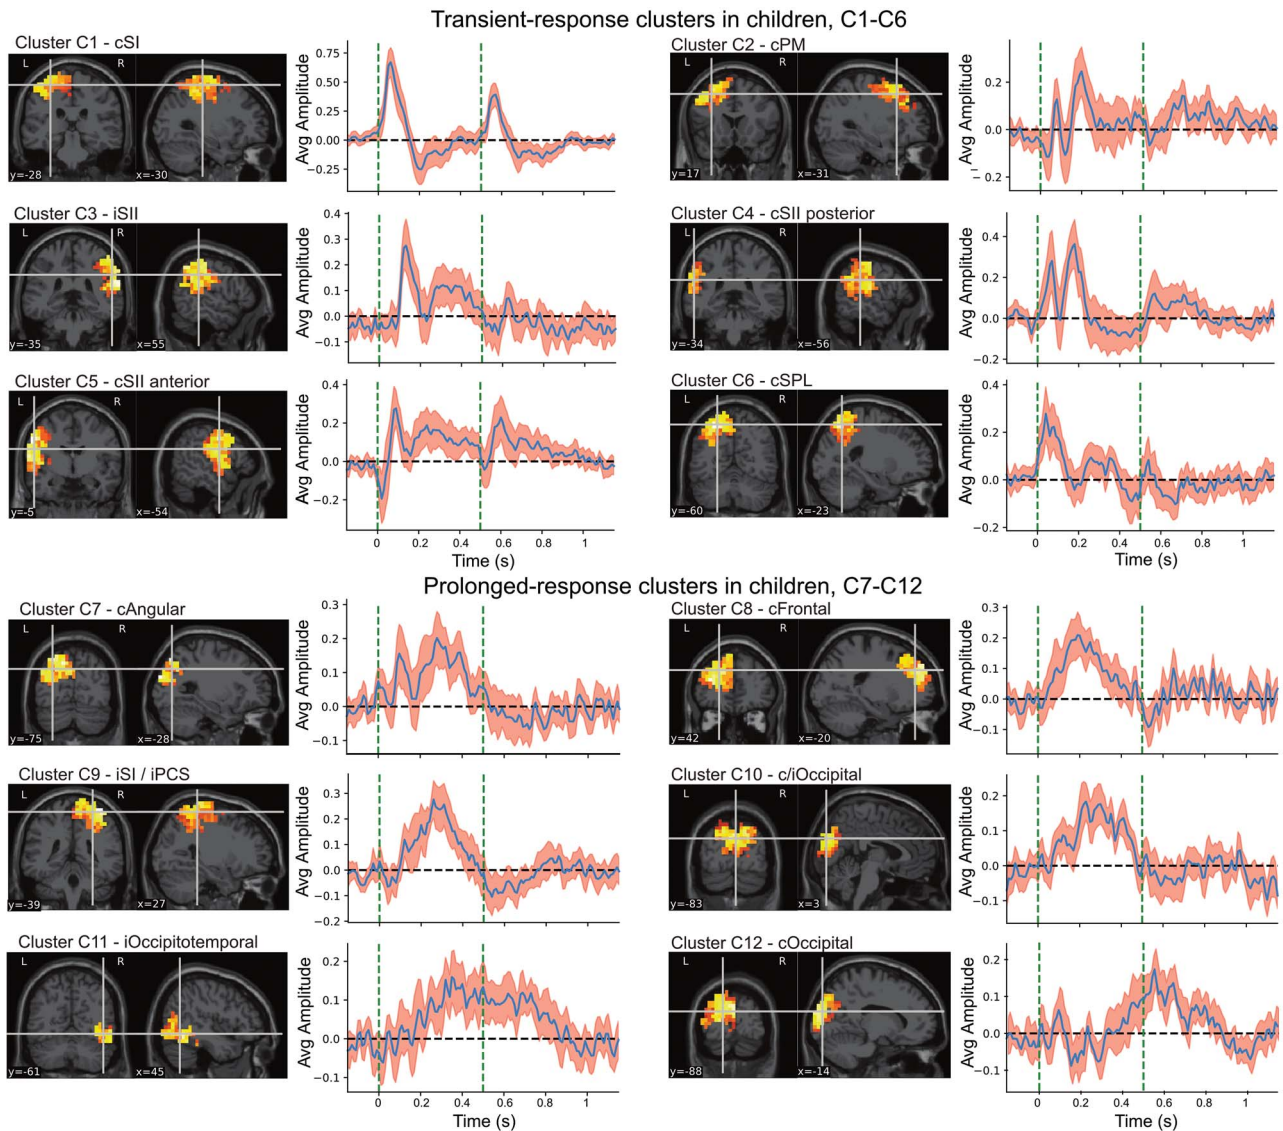 Transient-response clusters in children, C1-C6
Cluster C1 - cSI
L R
y=-28 x=-30
Avg Amplitude
0.75
0.50
0.25
0.00
−0.25
Cluster C2 - cPM
L R
y=17 x=-31
Avg Amplitude
0.2
0.0
−0.2
Cluster C3 - iSII
L R
y=-35 x=55
Avg Amplitude
0.4
0.3
0.2
0.1
0.0
−0.1
Cluster C4 - cSII posterior
L R
y=-34 x=-56
Avg Amplitude
0.4
0.2
0.0
−0.2
Cluster C5 - cSII anterior
L R
y=-5 x=-54
Avg Amplitude
0.4
0.2
0.0
−0.2
0 0.2 0.4 0.6 0.8 1
Time (s)
Cluster C6 - cSPL
L R
y=-60 x=-23
Avg Amplitude
0.4
0.2
0.0
−0.2
0 0.2 0.4 0.6 0.8 1
Time (s)
Prolonged-response clusters in children, C7-C12
Cluster C7 - cAngular
L R
y=-75 x=-28
Avg Amplitude
0.3
0.2
0.1
0.0
−0.1
Cluster C8 - cFrontal
L R
y=42 x=-20
Avg Amplitude
0.3
0.2
0.1
0.0
−0.1
Cluster C9 - iSI / iPCS
L R
y=-39 x=27
Avg Amplitude
0.3
0.2
0.1
0.0
−0.1
−0.2
Cluster C10 - c/iOccipital
L R
y=-83 x=3
Avg Amplitude
0.2
0.1
0.0
−0.1
Cluster C11 - iOccipitotemporal
L R
y=-61 x=45
Avg Amplitude
0.2
0.1
0.0
−0.1
0 0.2 0.4 0.6 0.8 1
Time (s)
Cluster C12 - cOccipital
L R
y=-88 x=-14
Avg Amplitude
0.2
0.1
0.0
−0.1
0 0.2 0.4 0.6 0.8 1
Time (s)